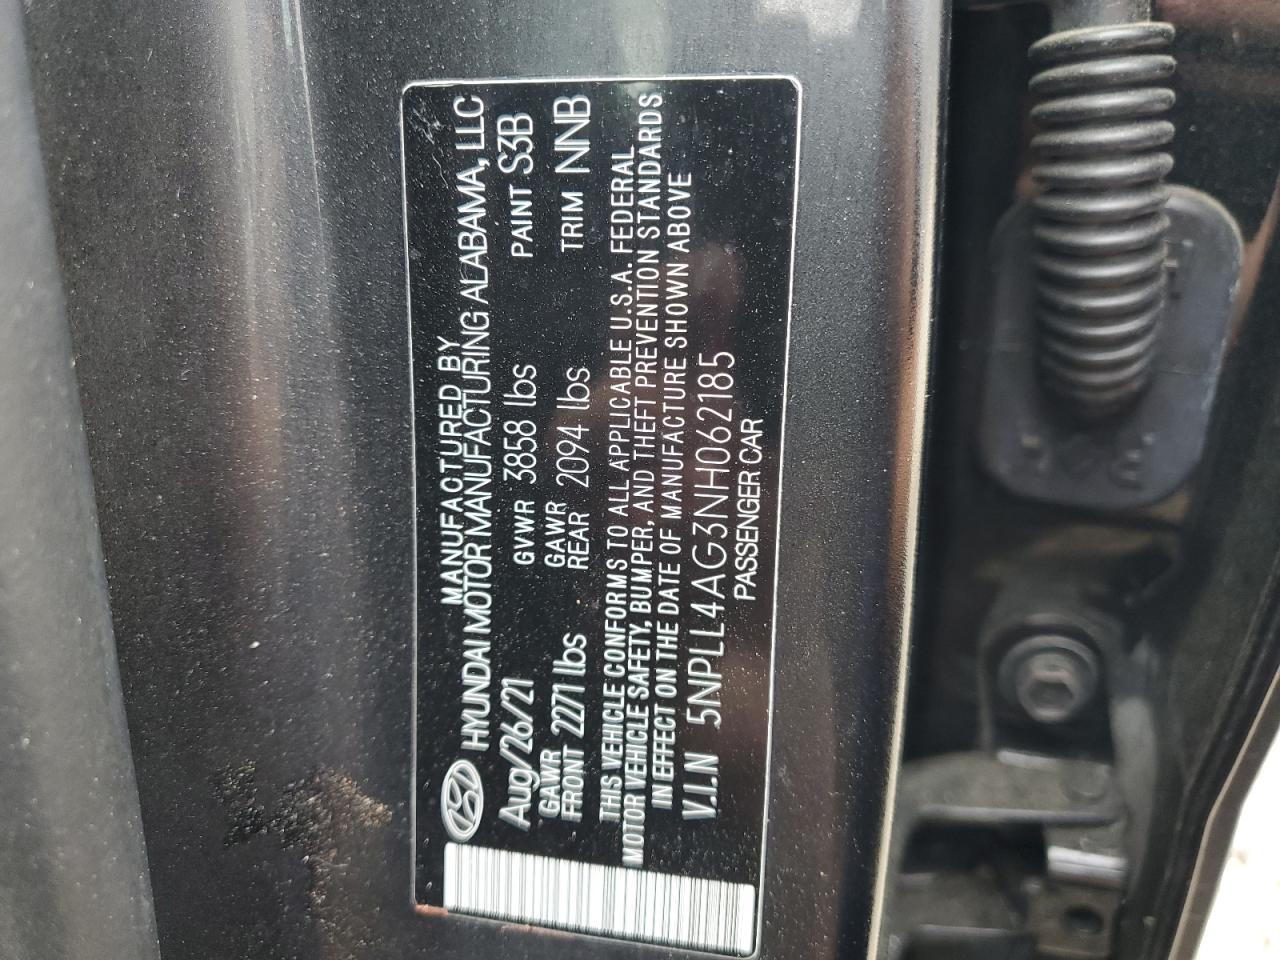 MANUFACTURED BY
HYUNDAI MOTOR MANUFACTURING ALABAMA, LLC
Aug/26/21 GVWR 3858 lbs PAINT S3B
GAWR FRONT 2271 lbs GAWR REAR 2094 lbs TRIM NNB
THIS VEHICLE CONFORMS TO ALL APPLICABLE U.S.A. FEDERAL
MOTOR VEHICLE SAFETY, BUMPER, AND THEFT PREVENTION STANDARDS
IN EFFECT ON THE DATE OF MANUFACTURE SHOWN ABOVE
V.I.N 5NPLL4AG3NH062185
PASSENGER CAR